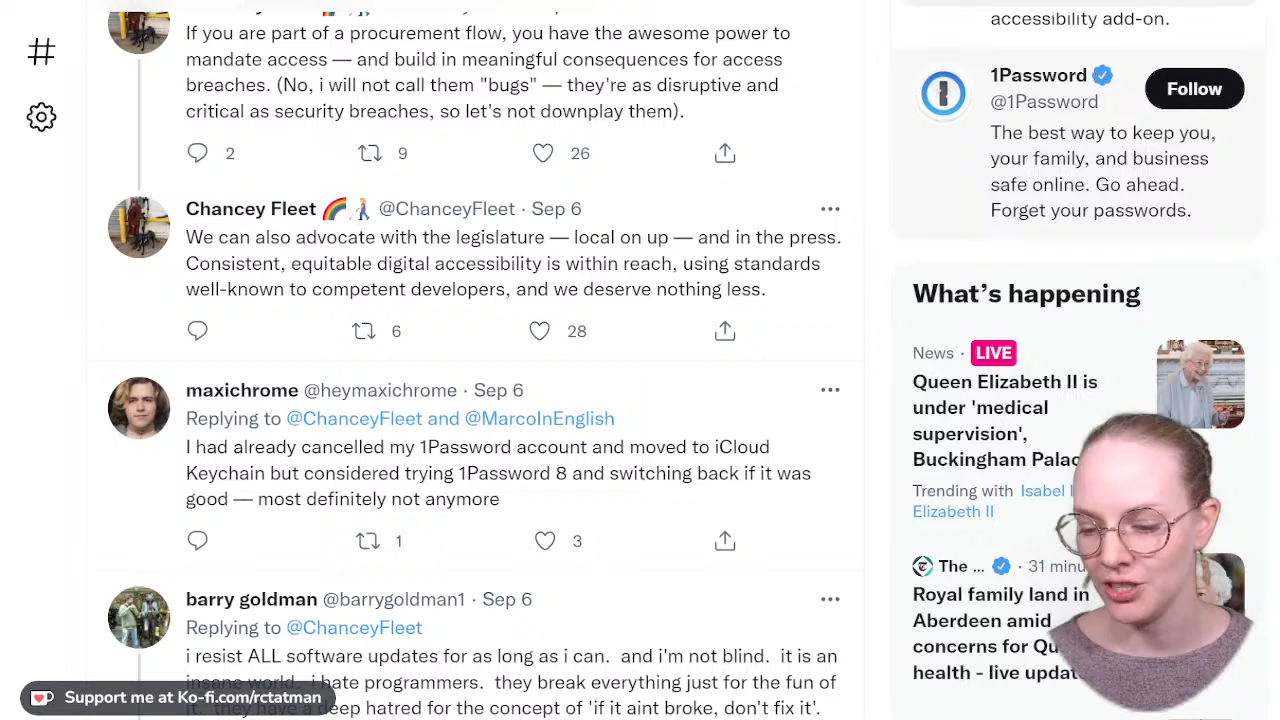 If you are part of a procurement flow, you have the awesome power to
mandate access — and build in meaningful consequences for access
breaches. (No, i will not call them "bugs" — they're as disruptive and
critical as security breaches, so let's not downplay them).
2 9 26
Chancey Fleet 🌈 @ChanceyFleet · Sep 6
We can also advocate with the legislature — local on up — and in the press.
Consistent, equitable digital accessibility is within reach, using standards
well-known to competent developers, and we deserve nothing less.
6 28
maxichrome @heymaxichrome · Sep 6
Replying to @ChanceyFleet and @MarcoInEnglish
I had already cancelled my 1Password account and moved to iCloud
Keychain but considered trying 1Password 8 and switching back if it was
good — most definitely not anymore
1 3
barry goldman @barrygoldman1 · Sep 6
Replying to @ChanceyFleet
i resist ALL software updates for as long as i can. and i'm not blind. it is an
insane world. i hate programmers. they break everything just for the fun of
it. they have a deep hatred for the concept of 'if it aint broke, don't fix it'.
Support me at Ko-fi.com/rctatman
accessibility add-on.
1Password
@1Password
Follow
The best way to keep you,
your family, and business
safe online. Go ahead.
Forget your passwords.
What's happening
News · LIVE
Queen Elizabeth II is
under 'medical
supervision',
Buckingham Palac
Trending with Isabel
Elizabeth II
The ... · 31 minu
Royal family land in
Aberdeen amid
concerns for Qu
health - live updat